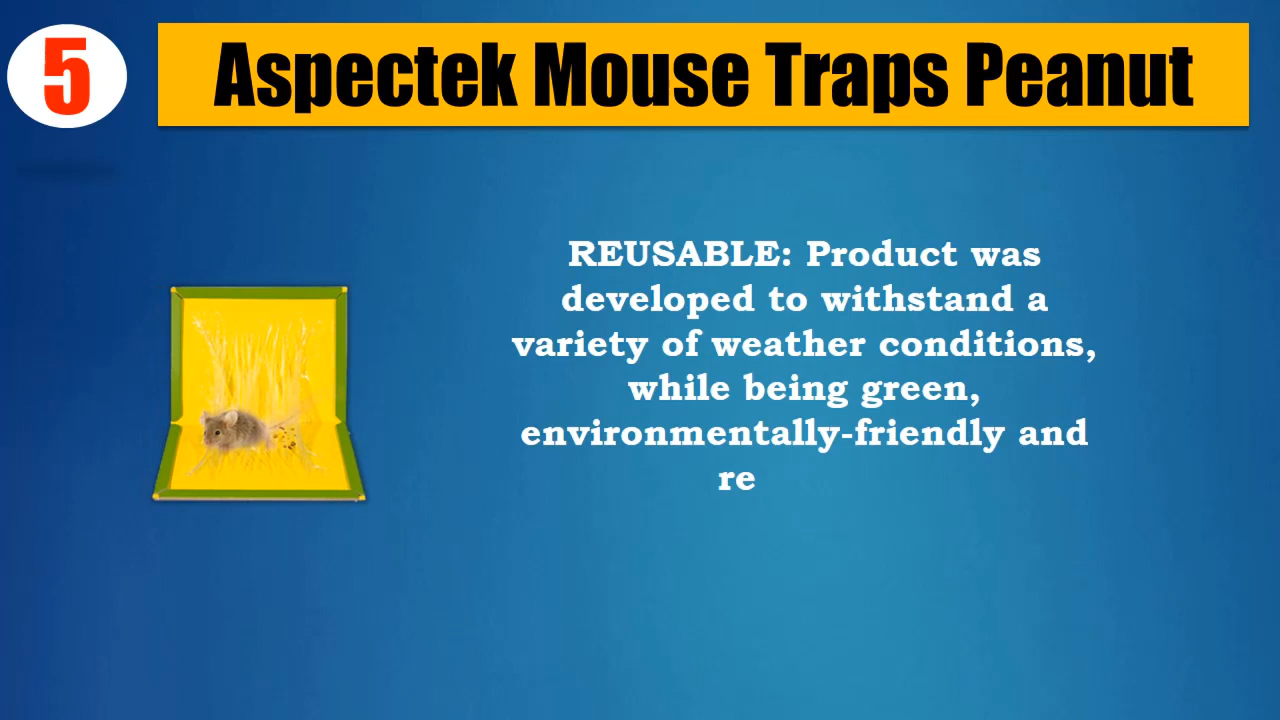 5
Aspectek Mouse Traps Peanut
REUSABLE: Product was
developed to withstand a
variety of weather conditions,
while being green,
environmentally-friendly and
re